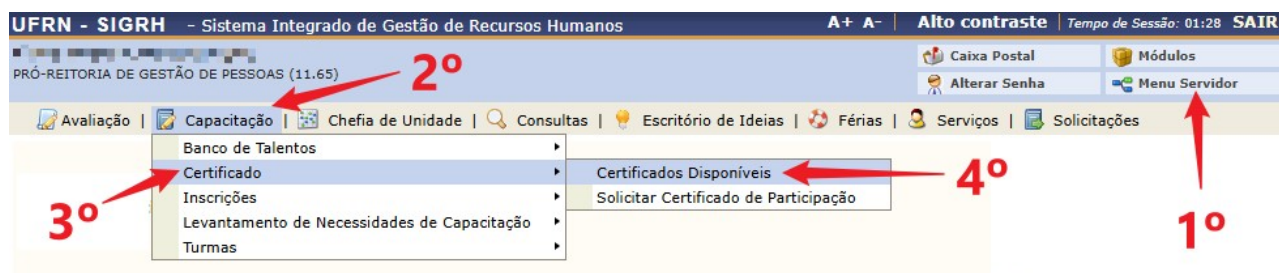 UFRN - SIGRH - Sistema Integrado de Gestão de Recursos Humanos A+ A- | Alto contraste | Tempo de Sessão: 01:28 SAIR
PRÓ-REITORIA DE GESTÃO DE PESSOAS (11.65)
2º
Caixa Postal
Módulos
Alterar Senha
Menu Servidor
Avaliação | Capacitação | Chefia de Unidade | Consultas | Escritório de Ideias | Férias | Serviços | Solicitações
Banco de Talentos
Certificado
Certificados Disponíveis
4º
Inscrições
Solicitar Certificado de Participação
3º
Levantamento de Necessidades de Capacitação
1º
Turmas